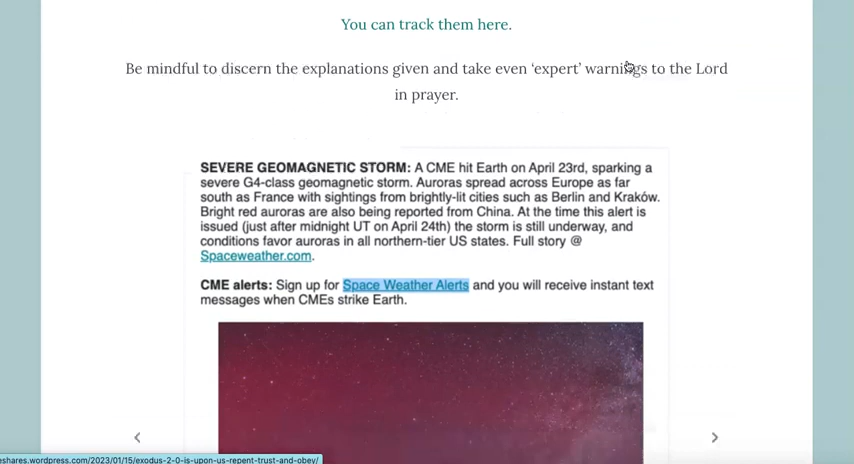 You can track them here.
Be mindful to discern the explanations given and take even ‘expert’ warnings to the Lord
in prayer.
SEVERE GEOMAGNETIC STORM: A CME hit Earth on April 23rd, sparking a
severe G4-class geomagnetic storm. Auroras spread across Europe as far
south as France with sightings from brightly-lit cities such as Berlin and Kraków.
Bright red auroras are also being reported from China. At the time this alert is
issued (just after midnight UT on April 24th) the storm is still underway, and
conditions favor auroras in all northern-tier US states. Full story @
Spaceweather.com.
CME alerts: Sign up for Space Weather Alerts and you will receive instant text
messages when CMEs strike Earth.
eshares.wordpress.com/2023/01/15/exodus-2-0-is-upon-us-repent-trust-and-obey/